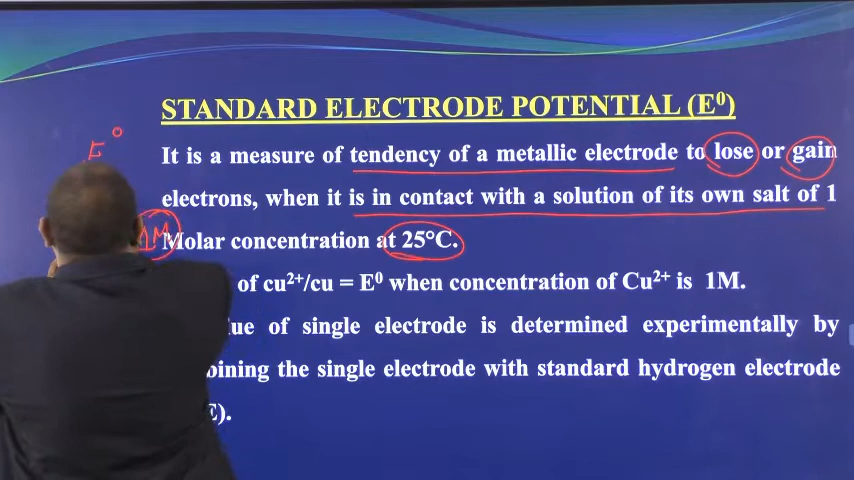 STANDARD ELECTRODE POTENTIAL (E⁰)
E°
It is a measure of tendency of a metallic electrode to lose or gain
electrons, when it is in contact with a solution of its own salt of 1
1M
Molar concentration at 25°C.
of cu²⁺/cu = E⁰ when concentration of Cu²⁺ is 1M.
of single electrode is determined experimentally by
the single electrode with standard hydrogen electrode